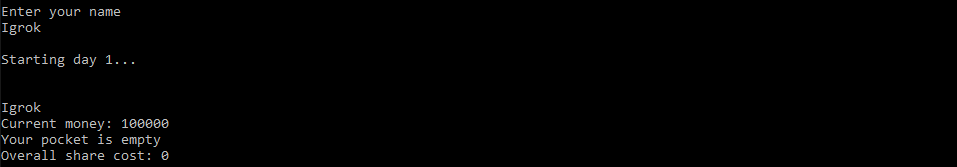 Enter your name
Igrok
Starting day 1...
Igrok
Current money: 100000
Your pocket is empty
Overall share cost: 0